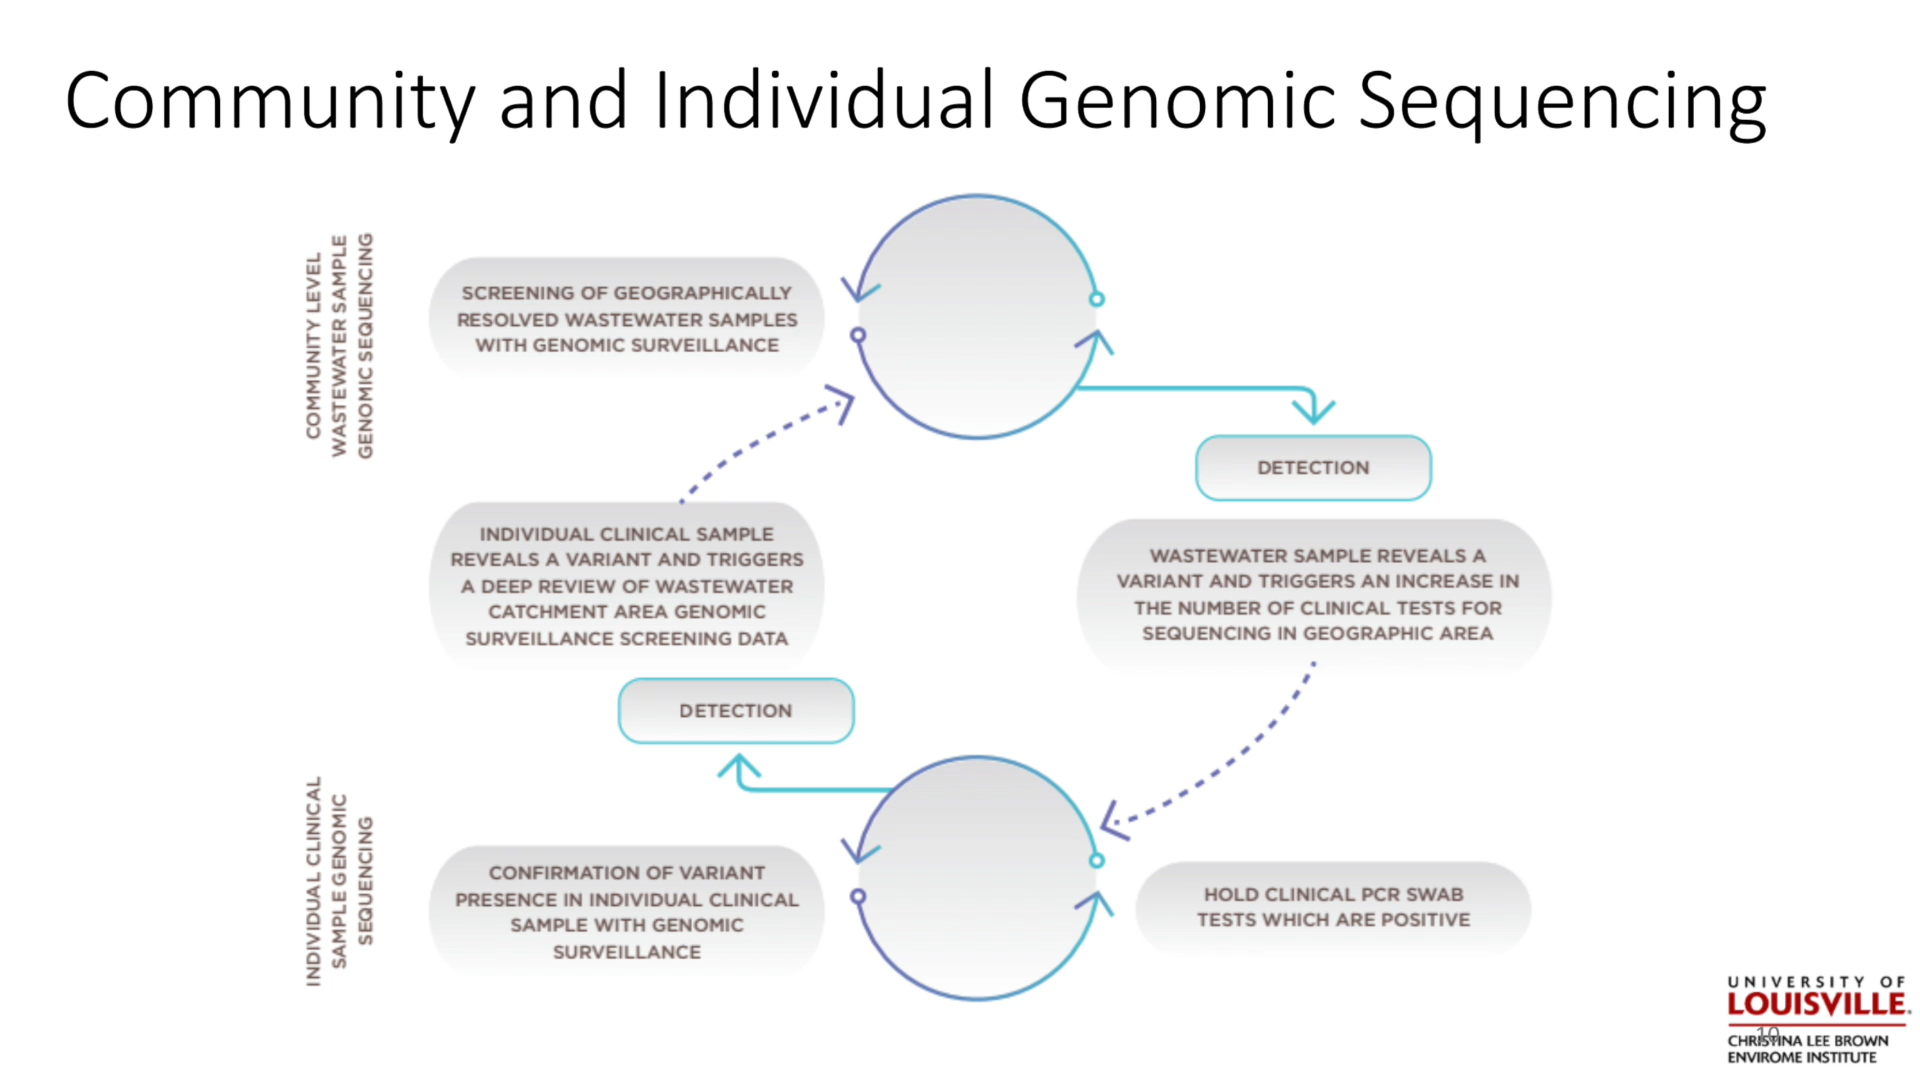 Community and Individual Genomic Sequencing
COMMUNITY LEVEL
WASTEWATER SAMPLE
GENOMIC SEQUENCING
SCREENING OF GEOGRAPHICALLY
RESOLVED WASTEWATER SAMPLES
WITH GENOMIC SURVEILLANCE
DETECTION
INDIVIDUAL CLINICAL SAMPLE
REVEALS A VARIANT AND TRIGGERS
A DEEP REVIEW OF WASTEWATER
CATCHMENT AREA GENOMIC
SURVEILLANCE SCREENING DATA
WASTEWATER SAMPLE REVEALS A
VARIANT AND TRIGGERS AN INCREASE IN
THE NUMBER OF CLINICAL TESTS FOR
SEQUENCING IN GEOGRAPHIC AREA
DETECTION
INDIVIDUAL CLINICAL
SAMPLE GENOMIC
SEQUENCING
CONFIRMATION OF VARIANT
PRESENCE IN INDIVIDUAL CLINICAL
SAMPLE WITH GENOMIC
SURVEILLANCE
HOLD CLINICAL PCR SWAB
TESTS WHICH ARE POSITIVE
UNIVERSITY OF
LOUISVILLE.
10
CHRISTINA LEE BROWN
ENVIROME INSTITUTE